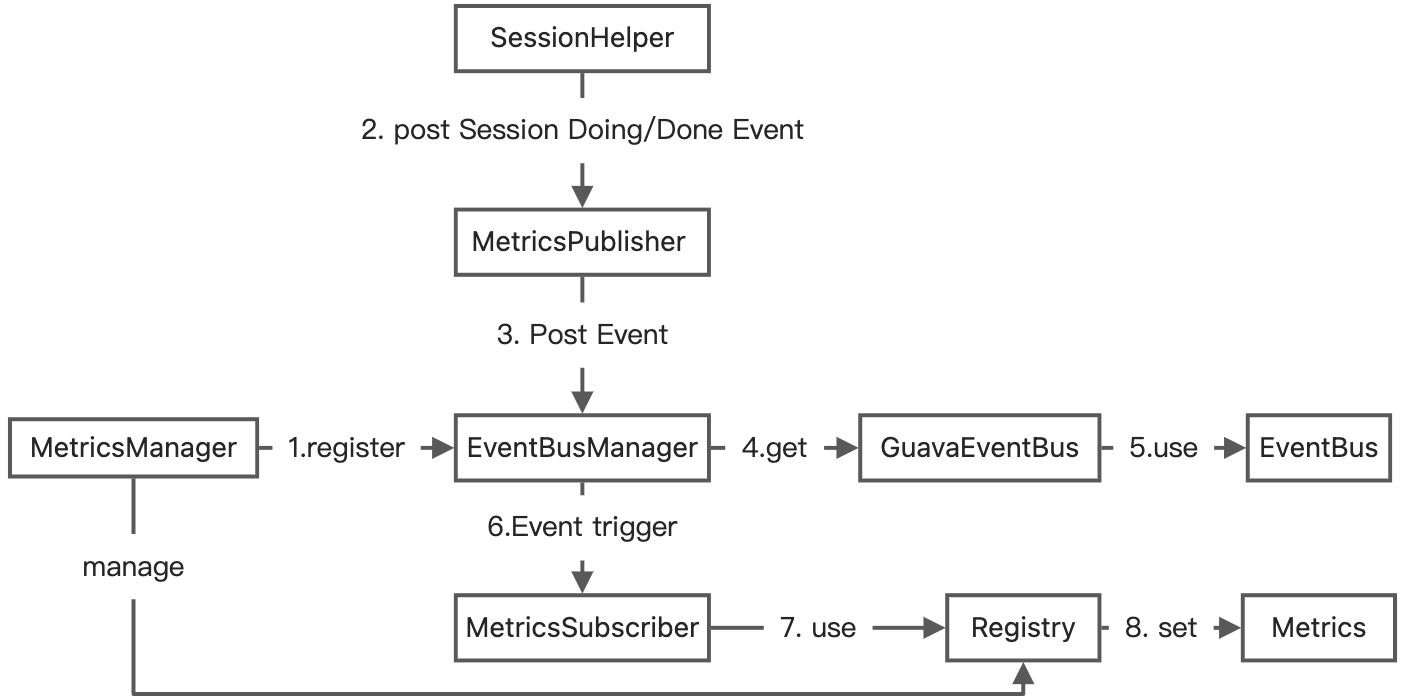 SessionHelper
2. post Session Doing/Done Event
MetricsPublisher
3. Post Event
MetricsManager
1.register
EventBusManager
4.get
GuavaEventBus
5.use
EventBus
6.Event trigger
manage
MetricsSubscriber
7. use
Registry
8. set
Metrics